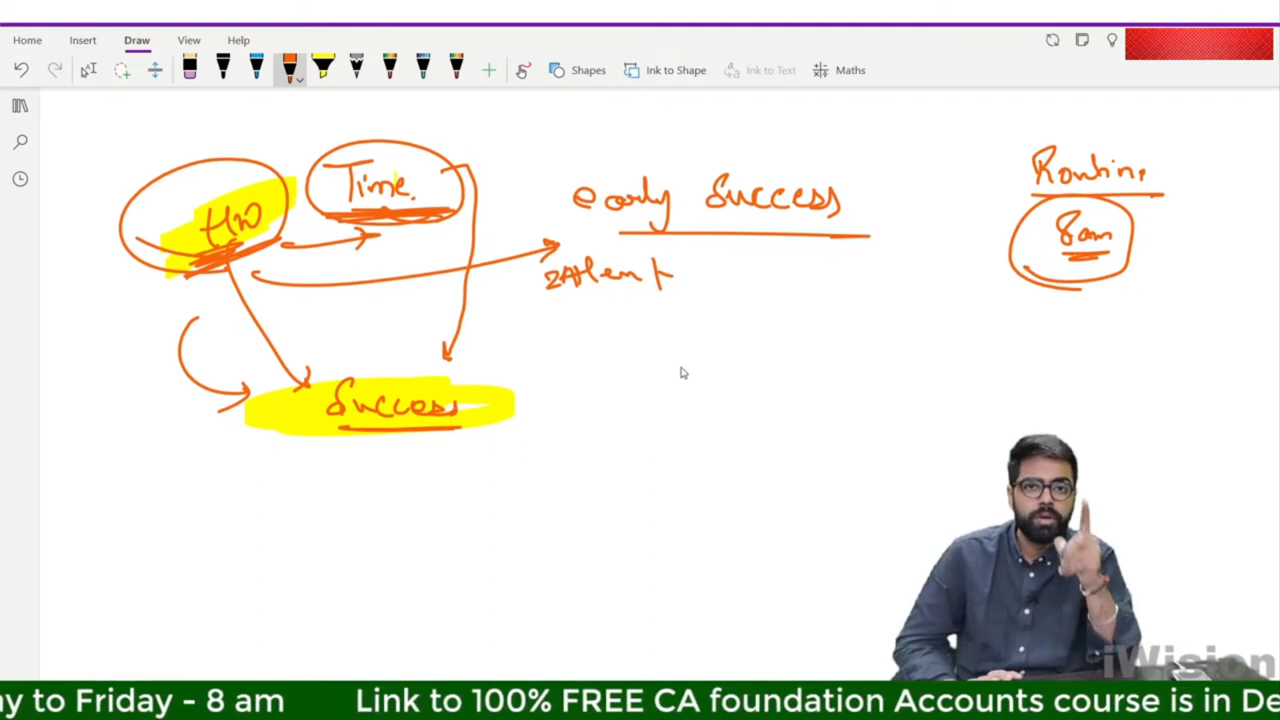 Home Insert Draw View Help
Shapes Ink to Shape Ink to Text Maths
HW
Time.
early Success
Routine
8am
Success
iWision
y to Friday - 8 am Link to 100% FREE CA foundation Accounts course is in De